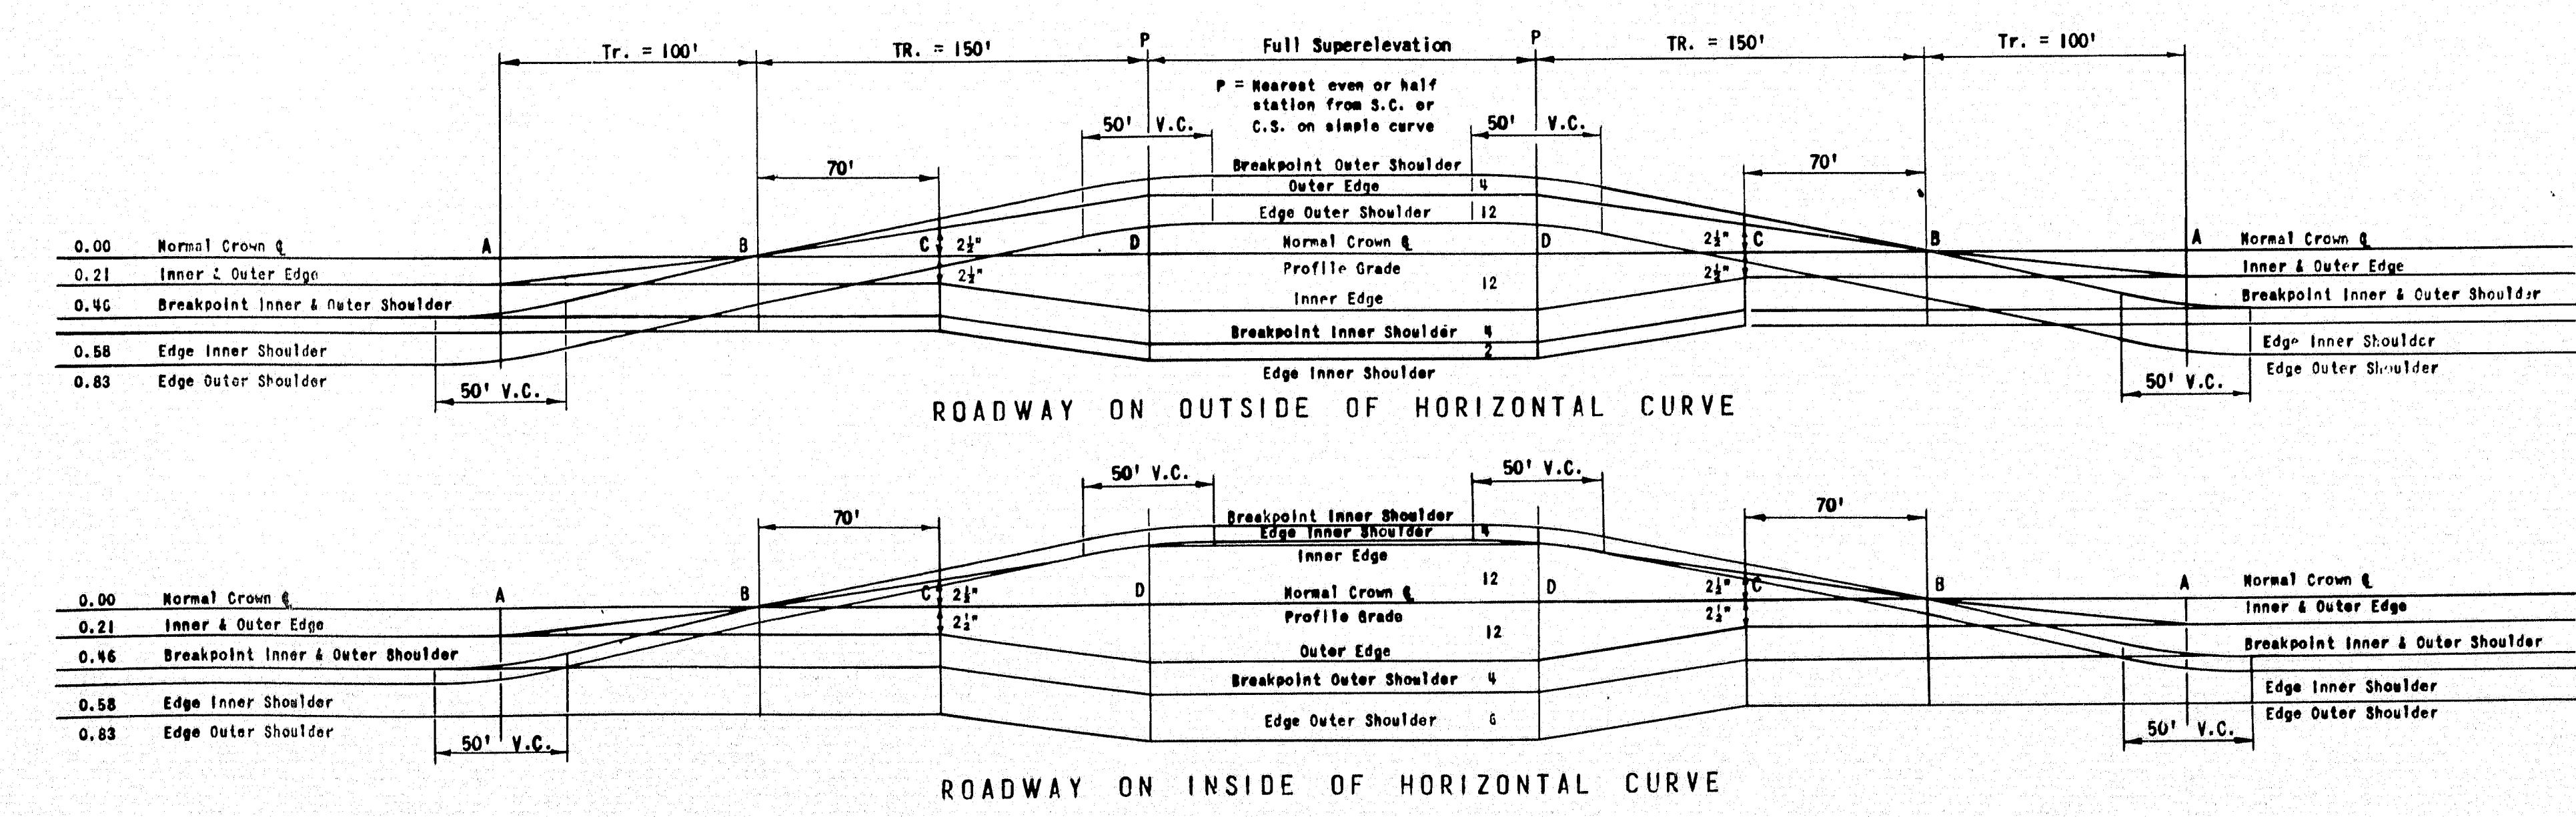 Tr. = 100' TR. = 150' P Full Superelevation P TR. = 150' Tr. = 100'
P = Nearest even or half
station from S.C. or
C.S. on simple curve
50' V.C. 50' V.C.
70' 70'
Breakpoint Outer Shoulder
Outer Edge 4
Edge Outer Shoulder 12
0.00 Normal Crown ℄ A B C 2½" D Normal Crown ℄ D 2½" C B A Normal Crown ℄
0.21 Inner & Outer Edge 2½" Profile Grade 2½" Inner & Outer Edge
12
Inner Edge
0.46 Breakpoint Inner & Outer Shoulder Breakpoint Inner & Outer Shoulder
Breakpoint Inner Shoulder 4
2
0.58 Edge Inner Shoulder Edge Inner Shoulder
Edge Inner Shoulder
0.83 Edge Outer Shoulder Edge Outer Shoulder
50' V.C. 50' V.C.
ROADWAY ON OUTSIDE OF HORIZONTAL CURVE
50' V.C. 50' V.C.
70' 70'
Breakpoint Inner Shoulder
Edge Inner Shoulder 4
Inner Edge
12
0.00 Normal Crown ℄ A B C 2½" D Normal Crown ℄ D 2½" C B A Normal Crown ℄
0.21 Inner & Outer Edge 2½" Profile Grade 2½" Inner & Outer Edge
12
0.46 Breakpoint Inner & Outer Shoulder Outer Edge Breakpoint Inner & Outer Shoulder
Breakpoint Outer Shoulder 4
0.58 Edge Inner Shoulder Edge Inner Shoulder
Edge Outer Shoulder 6
0.83 Edge Outer Shoulder Edge Outer Shoulder
50' V.C. 50' V.C.
ROADWAY ON INSIDE OF HORIZONTAL CURVE